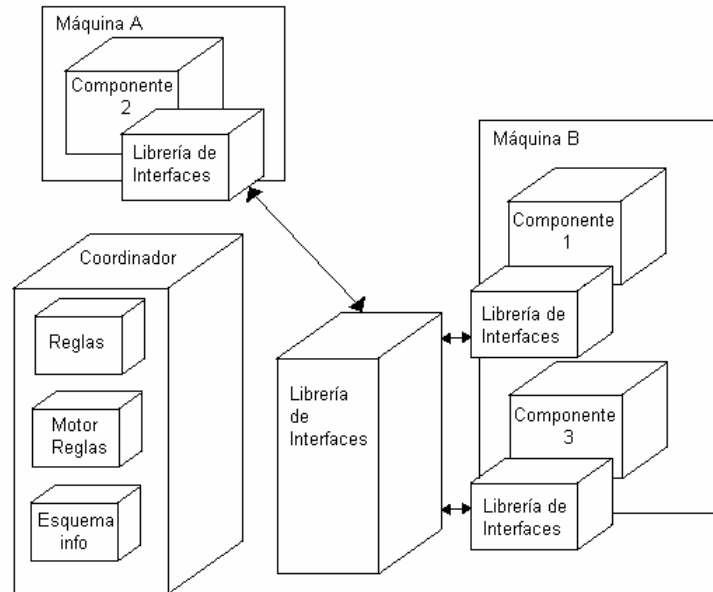 Máquina A
Componente
2
Librería de
Interfaces
Máquina B
Componente
1
Librería de
Interfaces
Componente
3
Librería de
Interfaces
Coordinador
Reglas
Motor
Reglas
Esquema
info
Librería
de
Interfaces